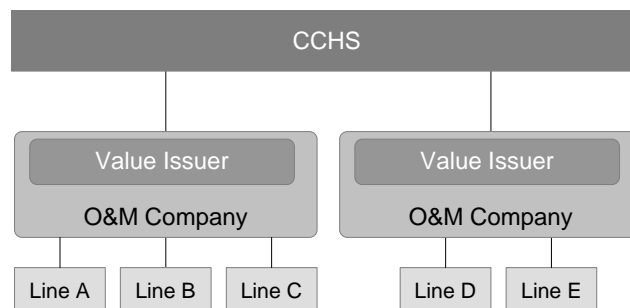 CCHS
Value Issuer
Value Issuer
O&M Company
O&M Company
Line A
Line B
Line C
Line D
Line E